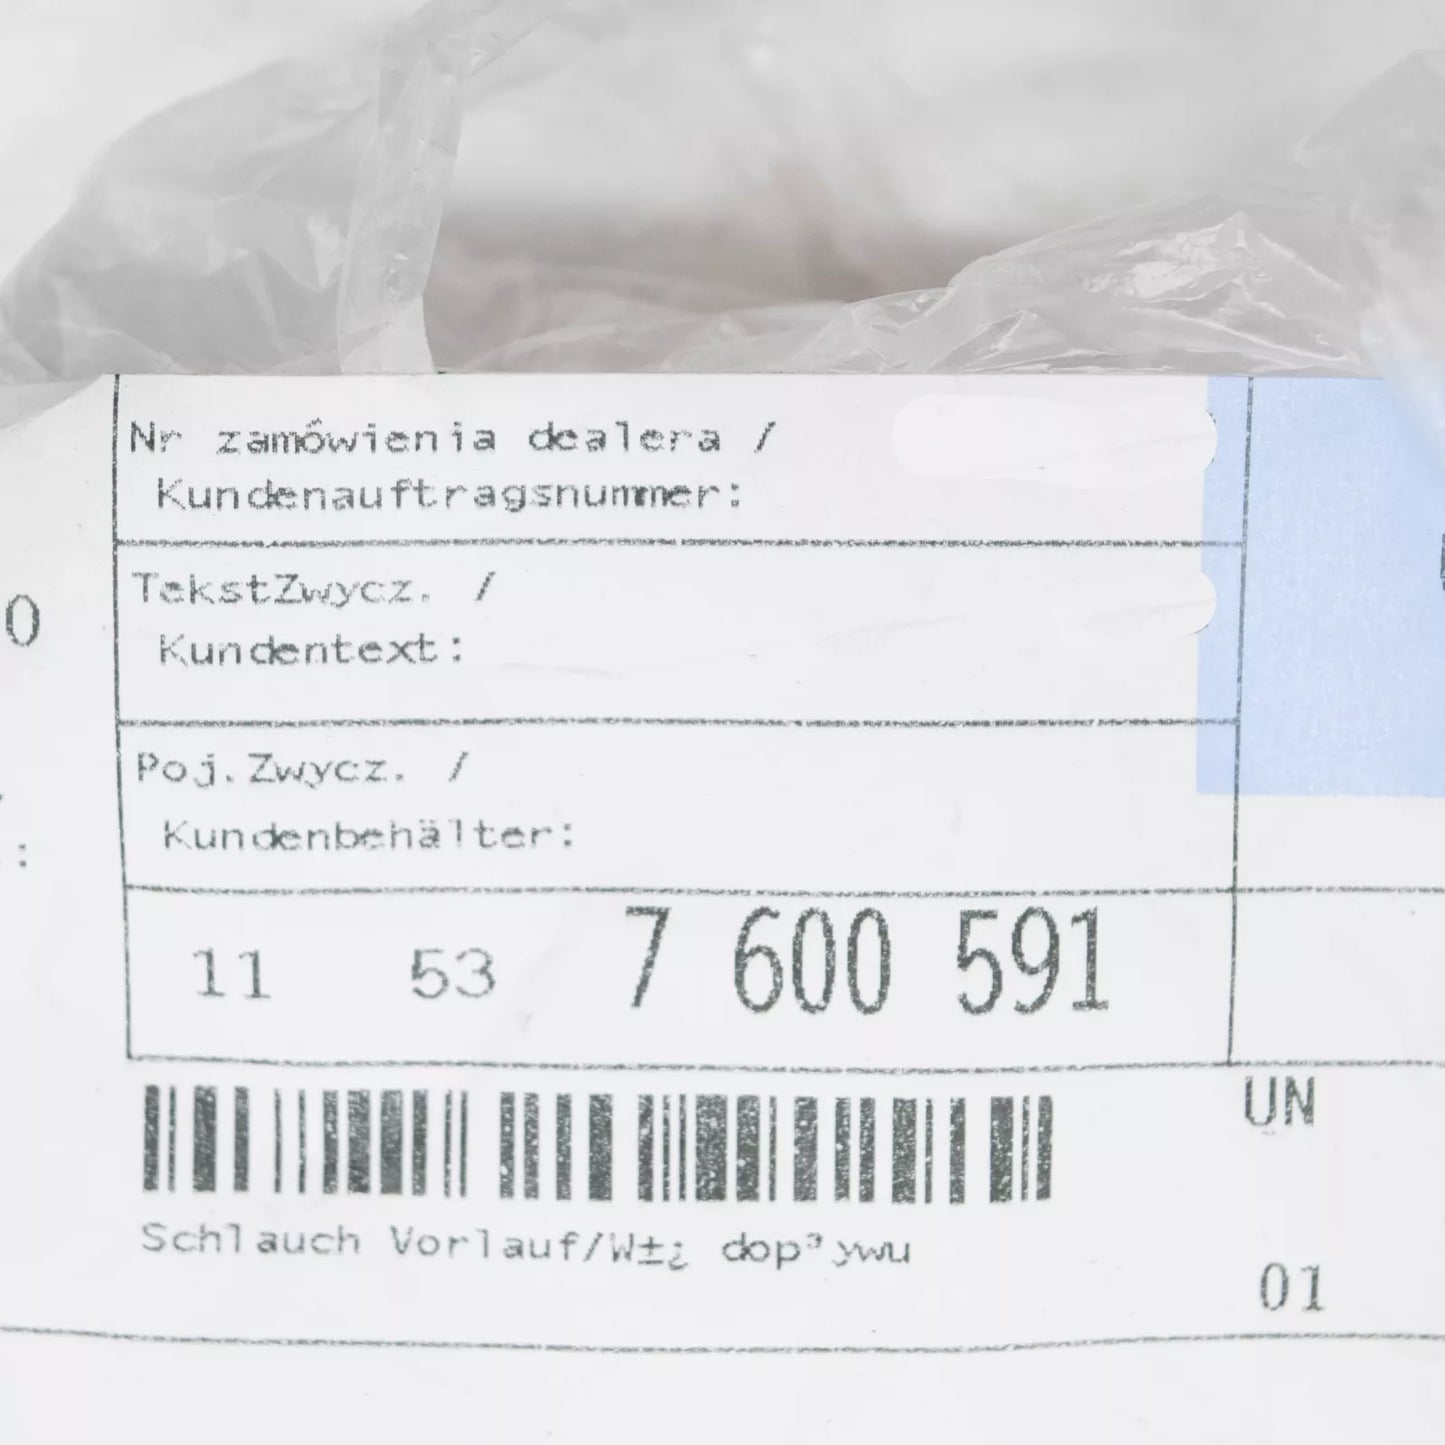 Nr zamówienia dealera /
Kundenauftragsnummer:
0
TekstZwycz. /
Kundentext:
Poj.Zwycz. /
:
Kundenbehälter:
11 53 7 600 591
UN
Schlauch Vorlauf/W±¿ dop³ywu
01